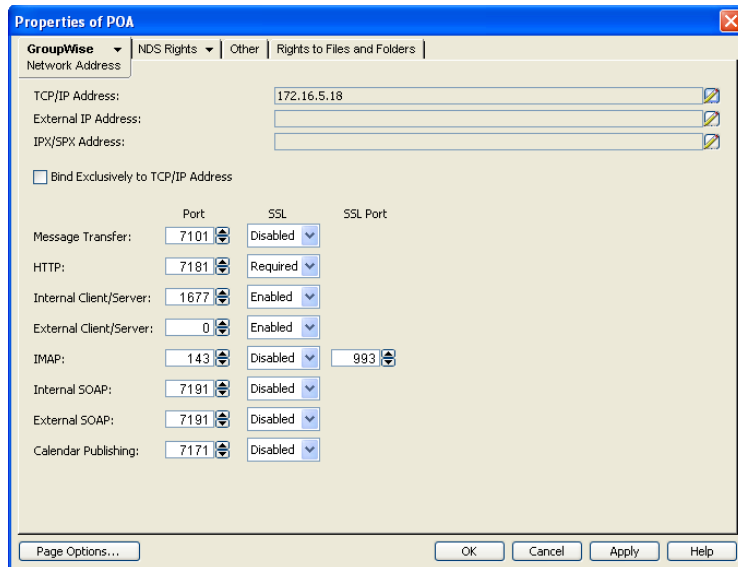 Properties of POA
GroupWise NDS Rights Other Rights to Files and Folders
Network Address
TCP/IP Address: 172.16.5.18
External IP Address:
IPX/SPX Address:
Bind Exclusively to TCP/IP Address
Port SSL SSL Port
Message Transfer: 7101 Disabled
HTTP: 7181 Required
Internal Client/Server: 1677 Enabled
External Client/Server: 0 Enabled
IMAP: 143 Disabled 993
Internal SOAP: 7191 Disabled
External SOAP: 7191 Disabled
Calendar Publishing: 7171 Disabled
Page Options... OK Cancel Apply Help